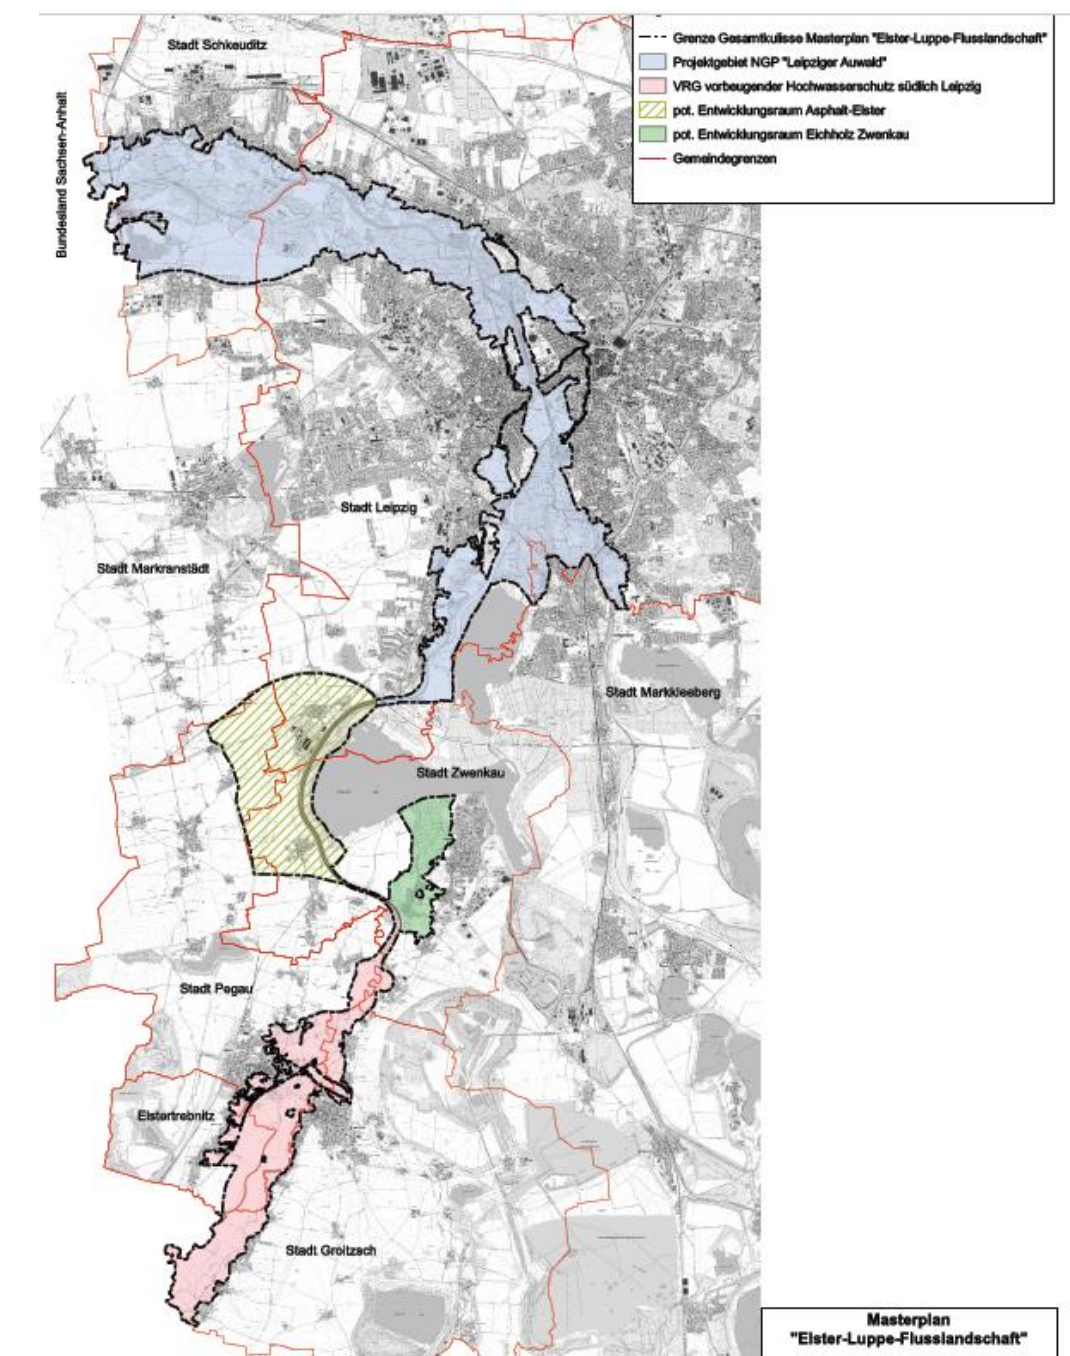 Grenze Gesamtkulisse Masterplan "Elster-Luppe-Flusslandschaft"
Projektgebiet NGP "Leipziger Auwald"
VRG vorbeugender Hochwasserschutz südlich Leipzig
pot. Entwicklungsraum Asphalt-Elster
pot. Entwicklungsraum Eichholz Zwenkau
Gemeindegrenzen
Stadt Schkeuditz
Bundesland Sachsen-Anhalt
Stadt Leipzig
Stadt Markranstädt
Stadt Markkleeberg
Stadt Zwenkau
Stadt Pegau
Elstertrebnitz
Stadt Groitzsch
Masterplan
"Elster-Luppe-Flusslandschaft"